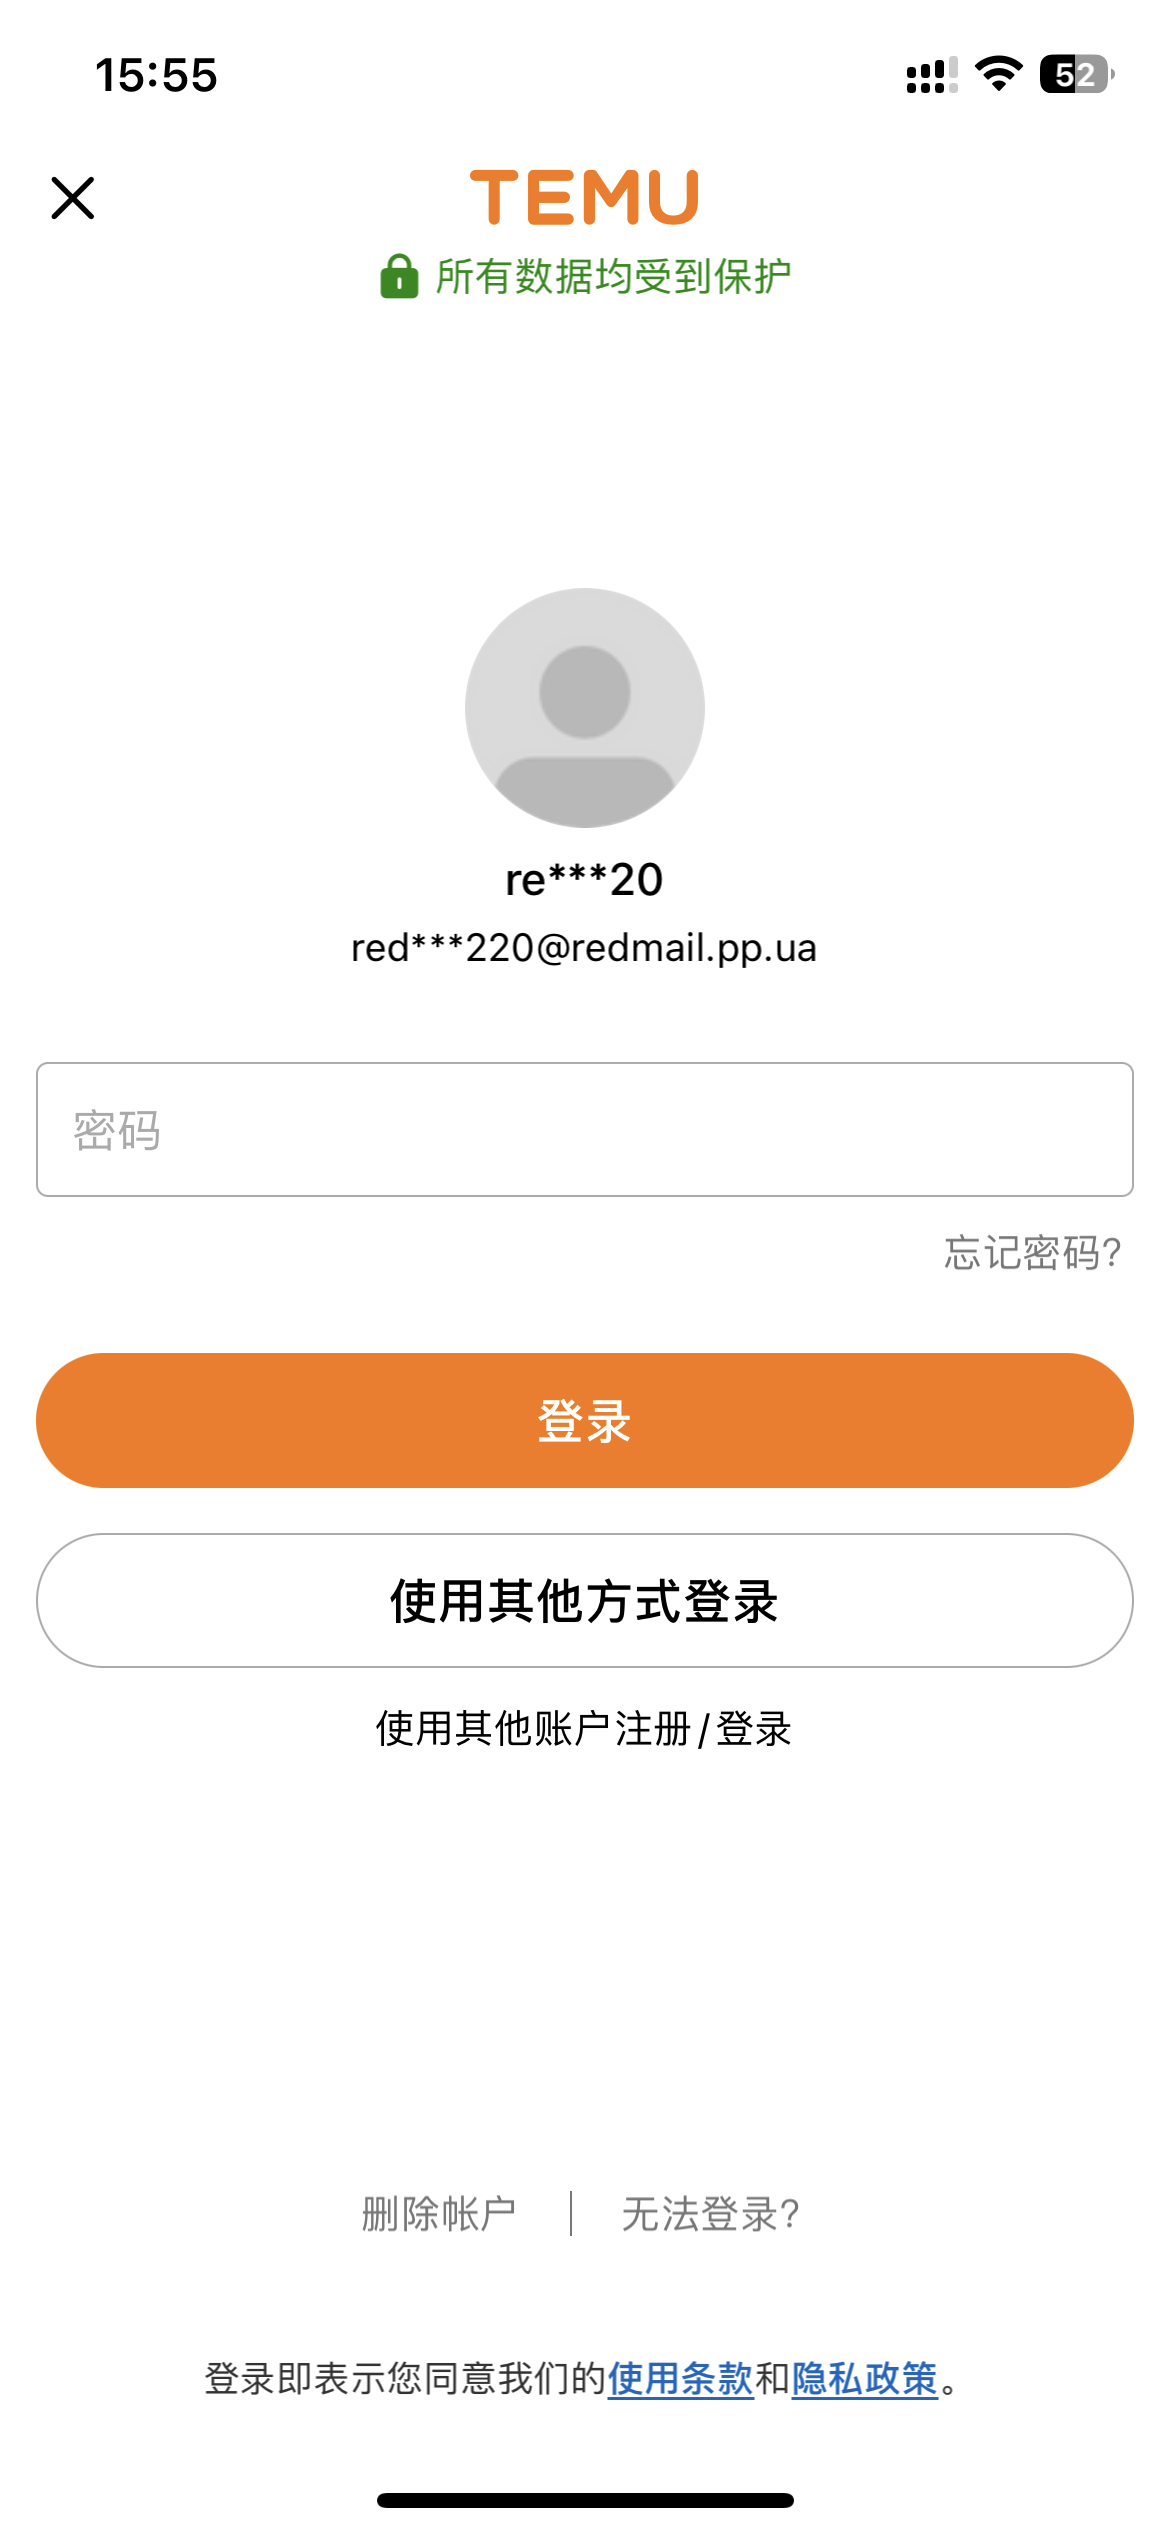 15:55
52
TEMU
所有数据均受到保护
re***20
red***220@redmail.pp.ua
密码
忘记密码?
登录
使用其他方式登录
使用其他账户注册/登录
删除帐户 | 无法登录?
登录即表示您同意我们的使用条款和隐私政策。